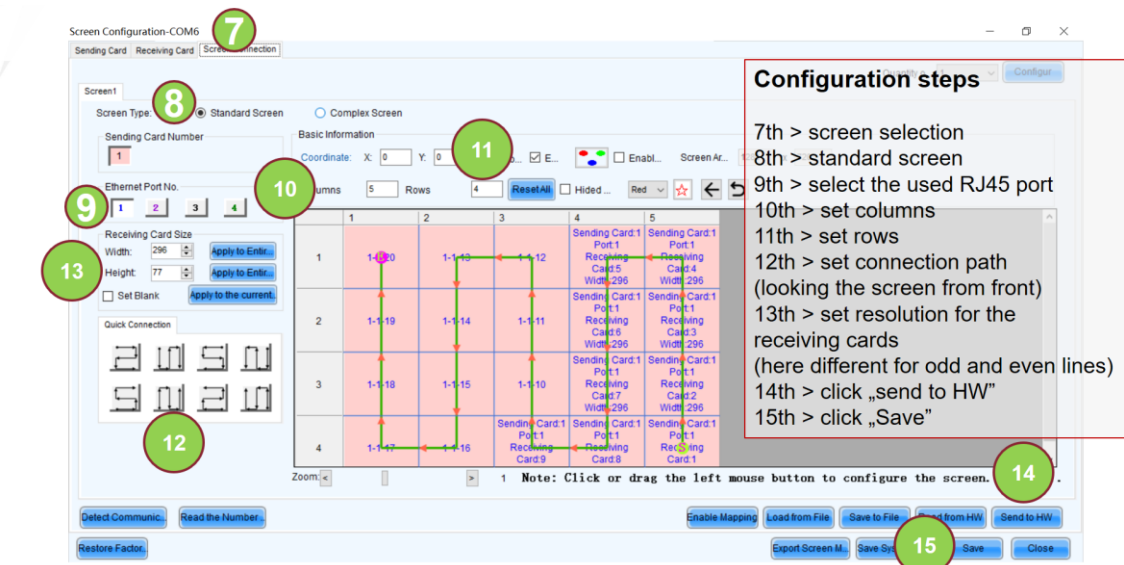 Screen Configuration-COM6
7
Sending Card Receiving Card
Screen1
Configur
Screen Type:
8
Standard Screen
Complex Screen
Sending Card Number
1
Basic Information
Coordinate: X: 0 Y: 0
11
E...
Enabl...
Screen Ar...
Ethernet Port No.
10
Columns 5 Rows 4 Reset All Hided ... Red
9
1 2 3 4
Receiving Card Size
13
Width: 296 Apply to Entir...
Height: 77 Apply to Entir...
Set Blank Apply to the current...
Quick Connection
12
1 2 3 4 5
1 1-1-20 1-1-13 1-1-12
Sending Card:1 Sending Card:1
Port:1 Port:1
Receiving Receiving
Card:5 Card:4
Width:296 Width:296
2 1-1-19 1-1-14 1-1-11
Sending Card:1 Sending Card:1
Port:1 Port:1
Receiving Receiving
Card:6 Card:3
Width:296 Width:296
3 1-1-18 1-1-15 1-1-10
Sending Card:1 Sending Card:1
Port:1 Port:1
Receiving Receiving
Card:7 Card:2
Width:296 Width:296
4 1-1-17 1-1-16
Sending Card:1 Sending Card:1 Sending Card:1
Port:1 Port:1 Port:1
Receiving Receiving Receiving
Card:9 Card:8 Card:1
Zoom: < > 1 Note: Click or drag the left mouse button to configure the screen.
Configuration steps
7th > screen selection
8th > standard screen
9th > select the used RJ45 port
10th > set columns
11th > set rows
12th > set connection path
(looking the screen from front)
13th > set resolution for the
receiving cards
(here different for odd and even lines)
14th > click „send to HW”
15th > click „Save”
14
Detect Communic... Read the Number... Enable Mapping Load from File Save to File Read from HW Send to HW
15
Restore Factor... Export Screen M... Save Sys Save Close